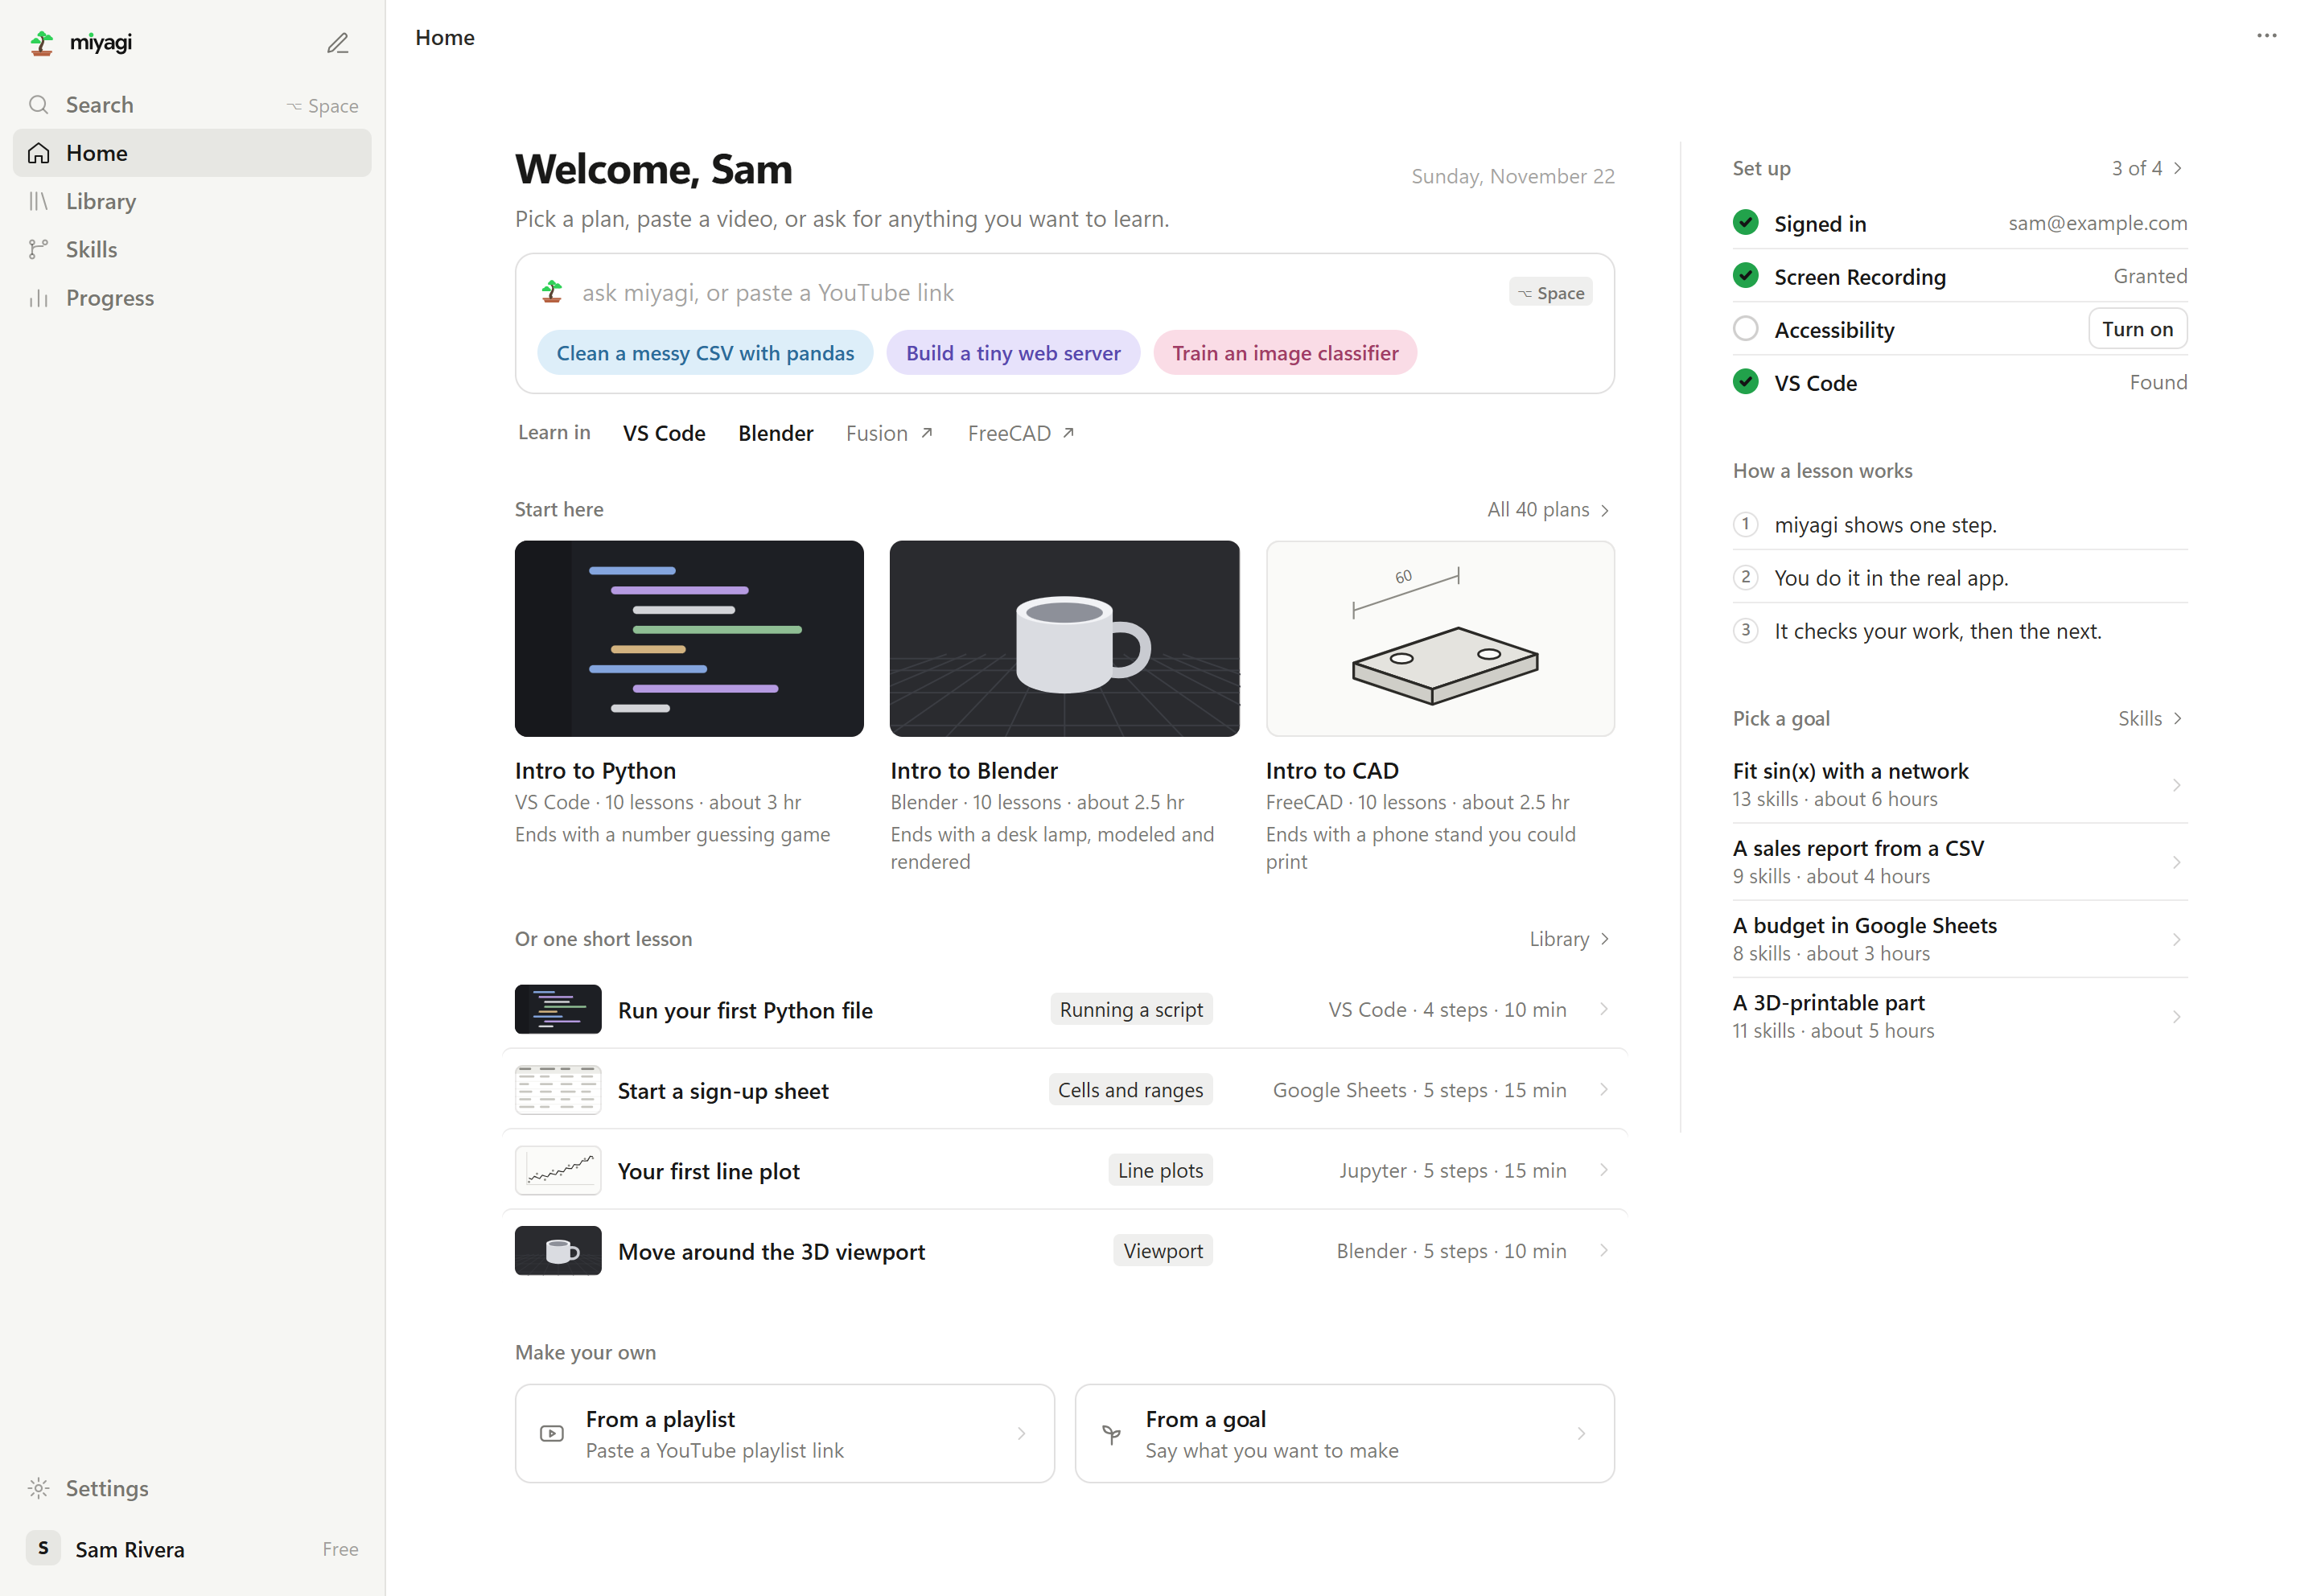 miyagi
Search ⌥ Space
Home
Library
Skills
Progress
Settings
S Sam Rivera Free
Home
Welcome, Sam
Sunday, November 22
Pick a plan, paste a video, or ask for anything you want to learn.
ask miyagi, or paste a YouTube link ⌥ Space
Clean a messy CSV with pandas Build a tiny web server Train an image classifier
Learn in VS Code Blender Fusion FreeCAD
Start here All 40 plans
60
Intro to Python
VS Code · 10 lessons · about 3 hr
Ends with a number guessing game
Intro to Blender
Blender · 10 lessons · about 2.5 hr
Ends with a desk lamp, modeled and
rendered
Intro to CAD
FreeCAD · 10 lessons · about 2.5 hr
Ends with a phone stand you could
print
Or one short lesson Library
Run your first Python file Running a script VS Code · 4 steps · 10 min
Start a sign-up sheet Cells and ranges Google Sheets · 5 steps · 15 min
Your first line plot Line plots Jupyter · 5 steps · 15 min
Move around the 3D viewport Viewport Blender · 5 steps · 10 min
Make your own
From a playlist
Paste a YouTube playlist link
From a goal
Say what you want to make
Set up 3 of 4
Signed in sam@example.com
Screen Recording Granted
Accessibility Turn on
VS Code Found
How a lesson works
1 miyagi shows one step.
2 You do it in the real app.
3 It checks your work, then the next.
Pick a goal Skills
Fit sin(x) with a network
13 skills · about 6 hours
A sales report from a CSV
9 skills · about 4 hours
A budget in Google Sheets
8 skills · about 3 hours
A 3D-printable part
11 skills · about 5 hours